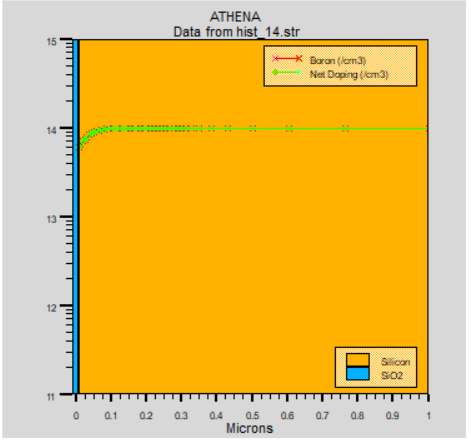 ATHENA
Data from hist_14.str
15
14
13
12
11
Boron (/cm3)
Net Doping (/cm3)
Silicon
SiO2
0 0.1 0.2 0.3 0.4 0.5 0.6 0.7 0.8 0.9 1
Microns